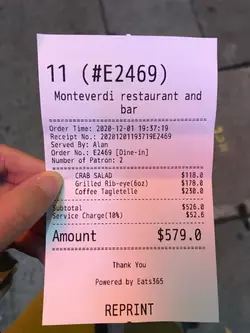 11 (#E2469)
Monteverdi restaurant and
bar
Order Time: 2020-12-01 19:37:19
Receipt No.: 20201201193719E2469
Served By: Alan
Order No.: E2469 [Dine-in]
Number of Patron: 2
CRAB SALAD $118.0
Grilled Rib-eye(6oz) $178.0
Coffee Tagletelle $230.0
Subtotal $526.0
Service Charge(10%) $52.6
Amount $579.0
Thank You
Powered by Eats365
REPRINT